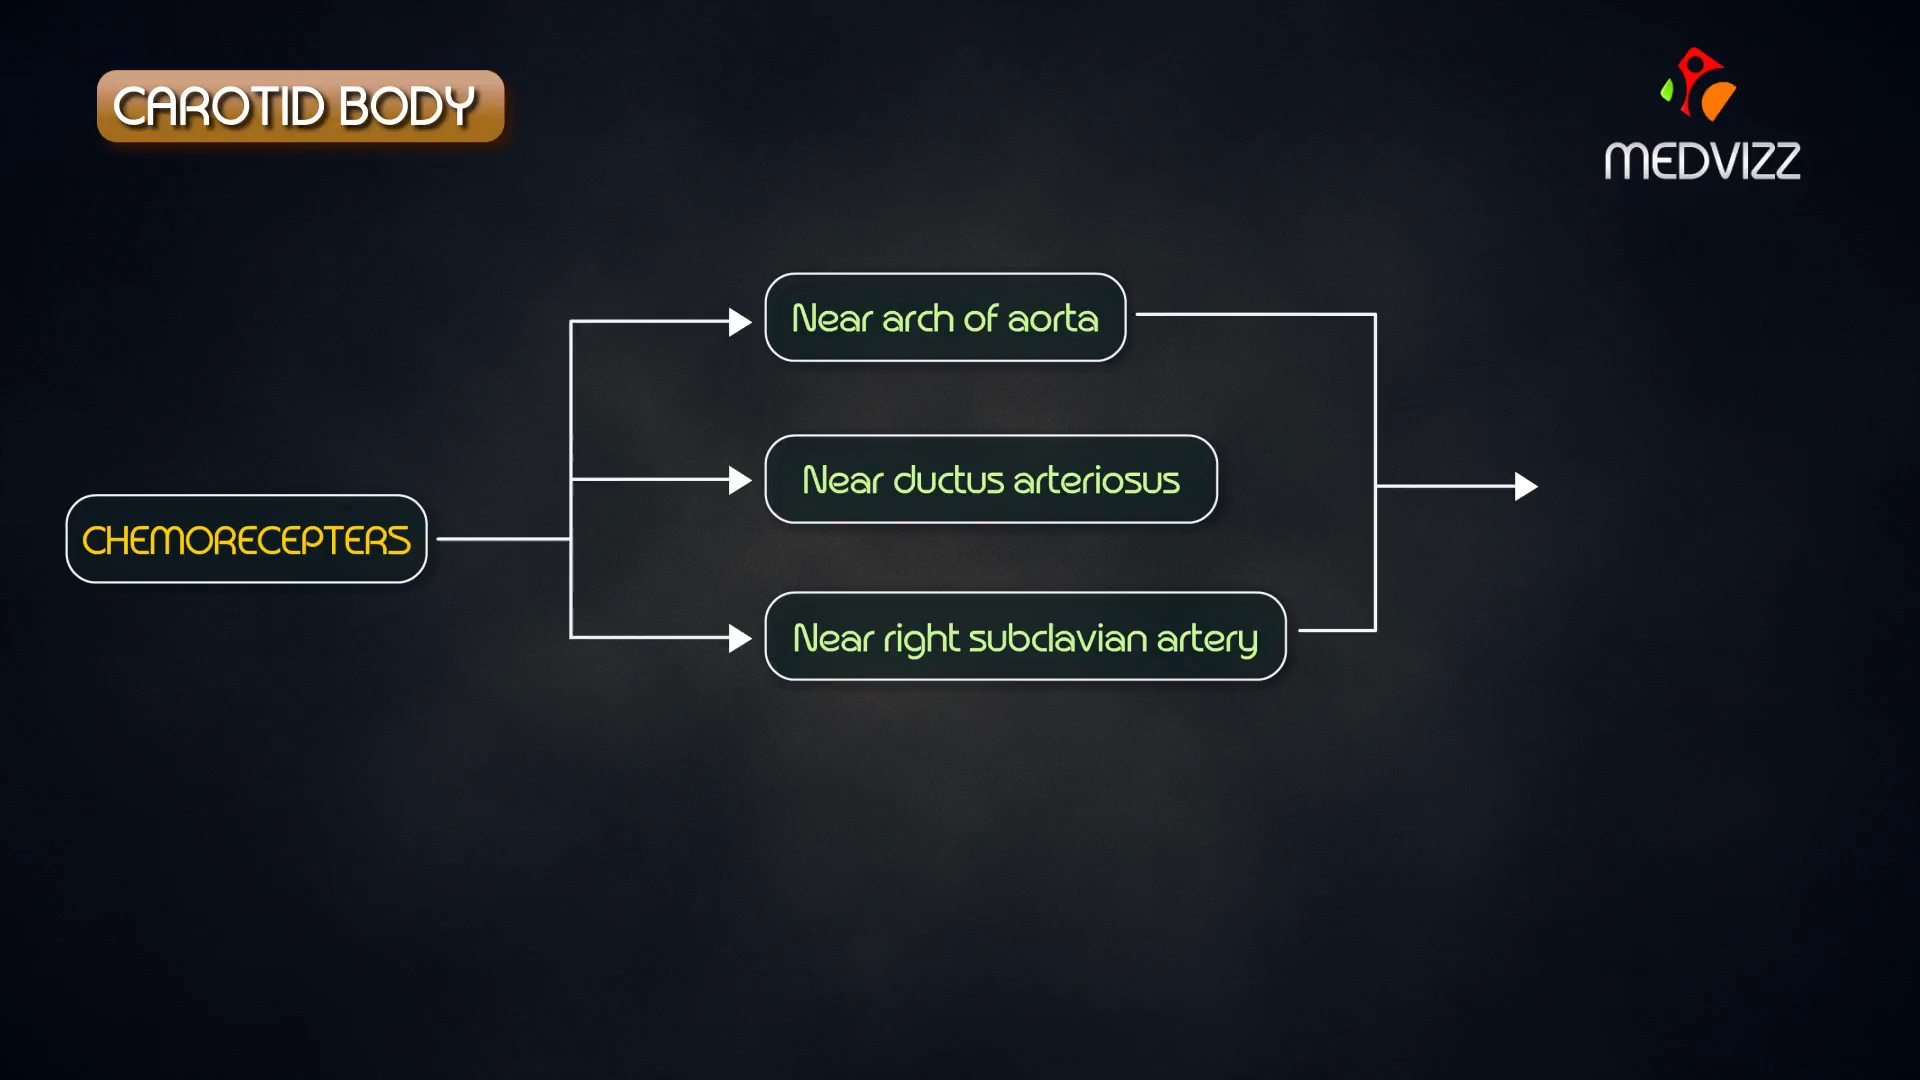 CAROTID BODY
MEDVIZZ
Near arch of aorta
Near ductus arteriosus
CHEMORECEPTERS
Near right subclavian artery